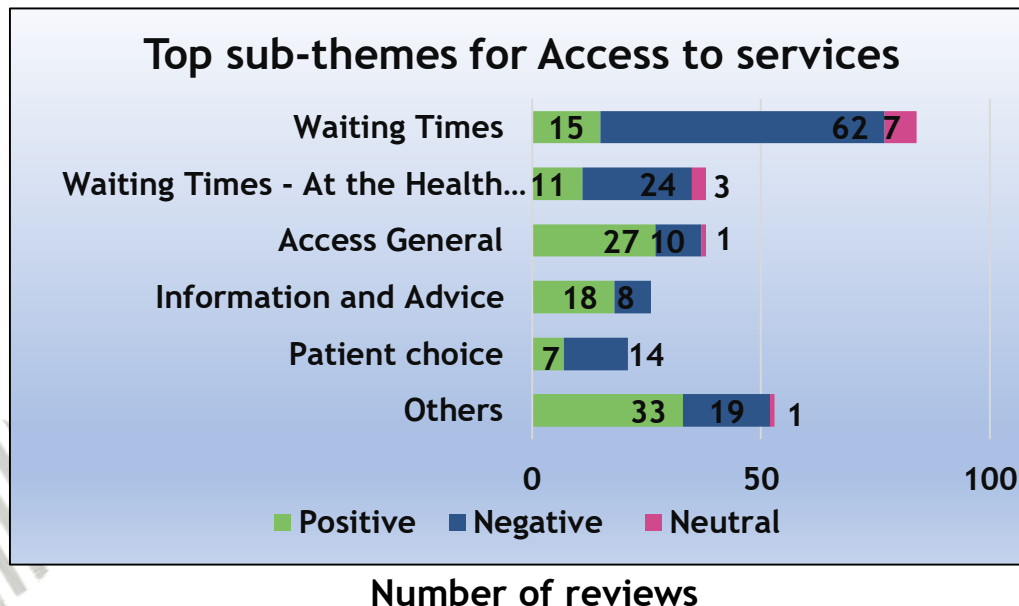 Top sub-themes for Access to services
Waiting Times 15 62 7
Waiting Times - At the Health... 11 24 3
Access General 27 10 1
Information and Advice 18 8
Patient choice 7 14
Others 33 19 1
0 50 100
Positive Negative Neutral
Number of reviews